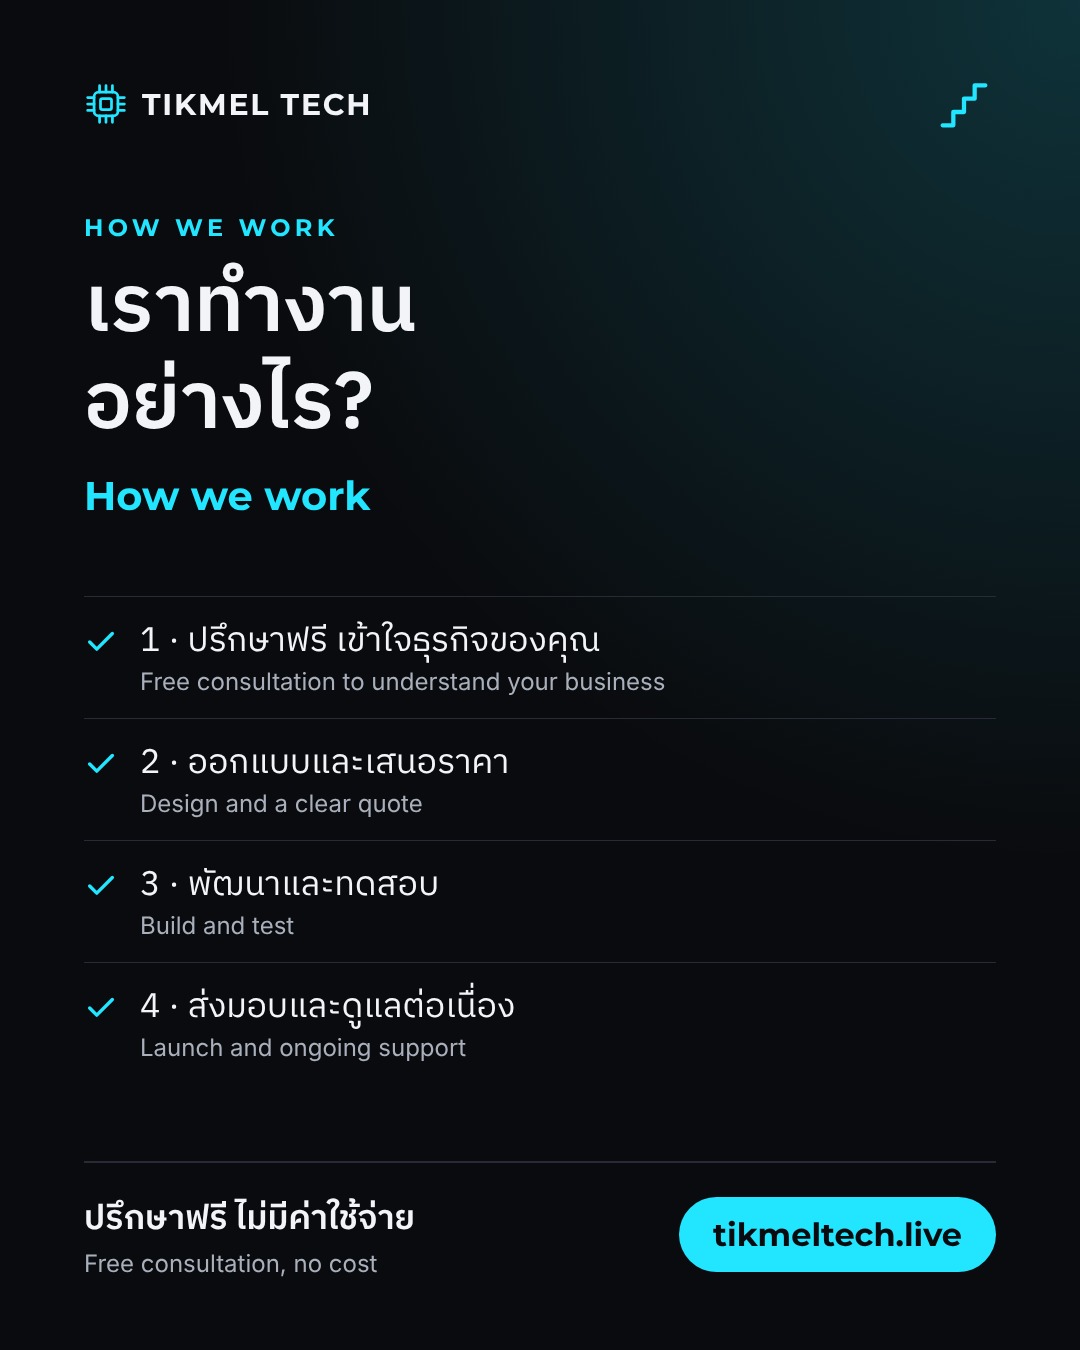 TIKMEL TECH
HOW WE WORK
เราทำงาน
อย่างไร?
How we work
1 · ปรึกษาฟรี เข้าใจธุรกิจของคุณ
Free consultation to understand your business
2 · ออกแบบและเสนอราคา
Design and a clear quote
3 · พัฒนาและทดสอบ
Build and test
4 · ส่งมอบและดูแลต่อเนื่อง
Launch and ongoing support
ปรึกษาฟรี ไม่มีค่าใช้จ่าย
Free consultation, no cost
tikmeltech.live